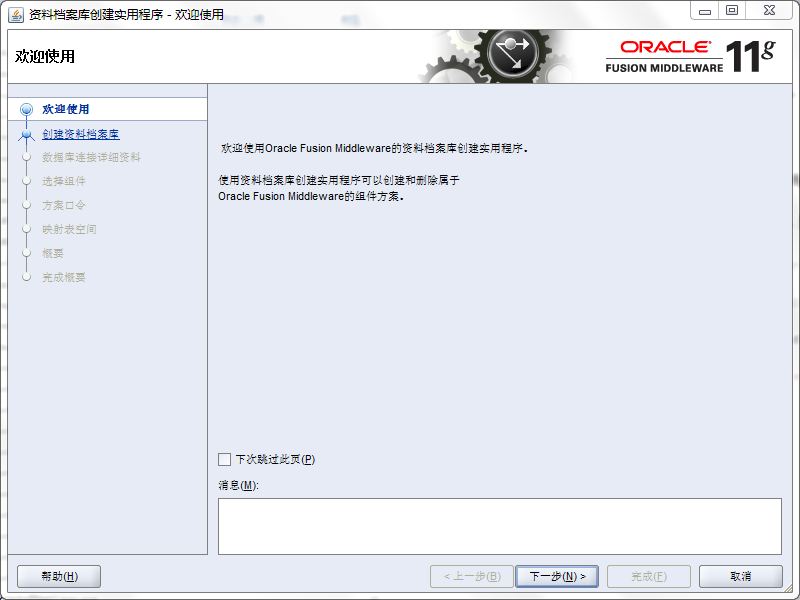 资料档案库创建实用程序 - 欢迎使用
欢迎使用
ORACLE
FUSION MIDDLEWARE 11g
欢迎使用
创建资料档案库
数据库连接详细资料
选择组件
方案口令
映射表空间
概要
完成概要
欢迎使用Oracle Fusion Middleware的资料档案库创建实用程序。
使用资料档案库创建实用程序可以创建和删除属于
Oracle Fusion Middleware的组件方案。
下次跳过此页(P)
消息(M):
帮助(H)
< 上一步(B)
下一步(N) >
完成(F)
取消